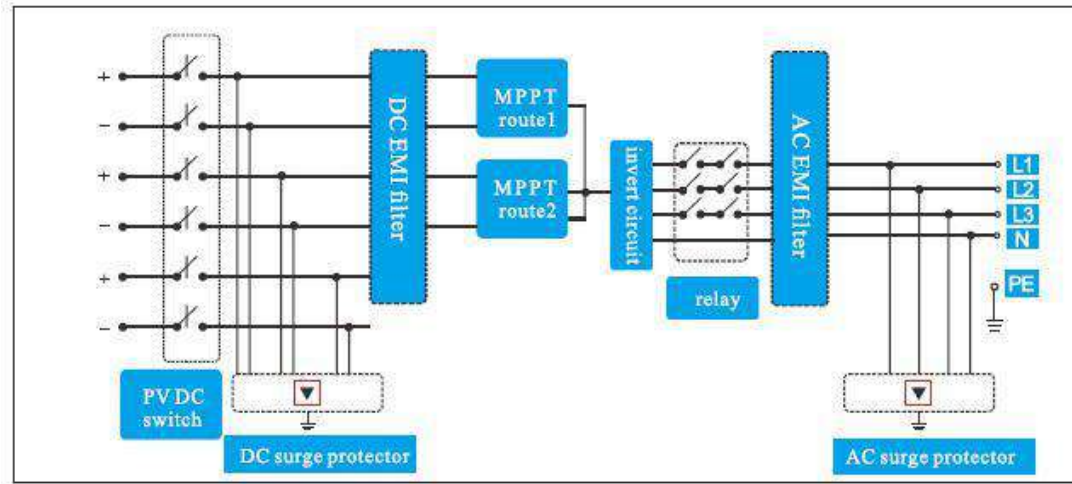 +
−
+
−
+
−
PV DC
switch
DC surge protector
DC EMI filter
MPPT
route1
MPPT
route2
invert circuit
relay
AC EMI filter
L1
L2
L3
N
PE
AC surge protector